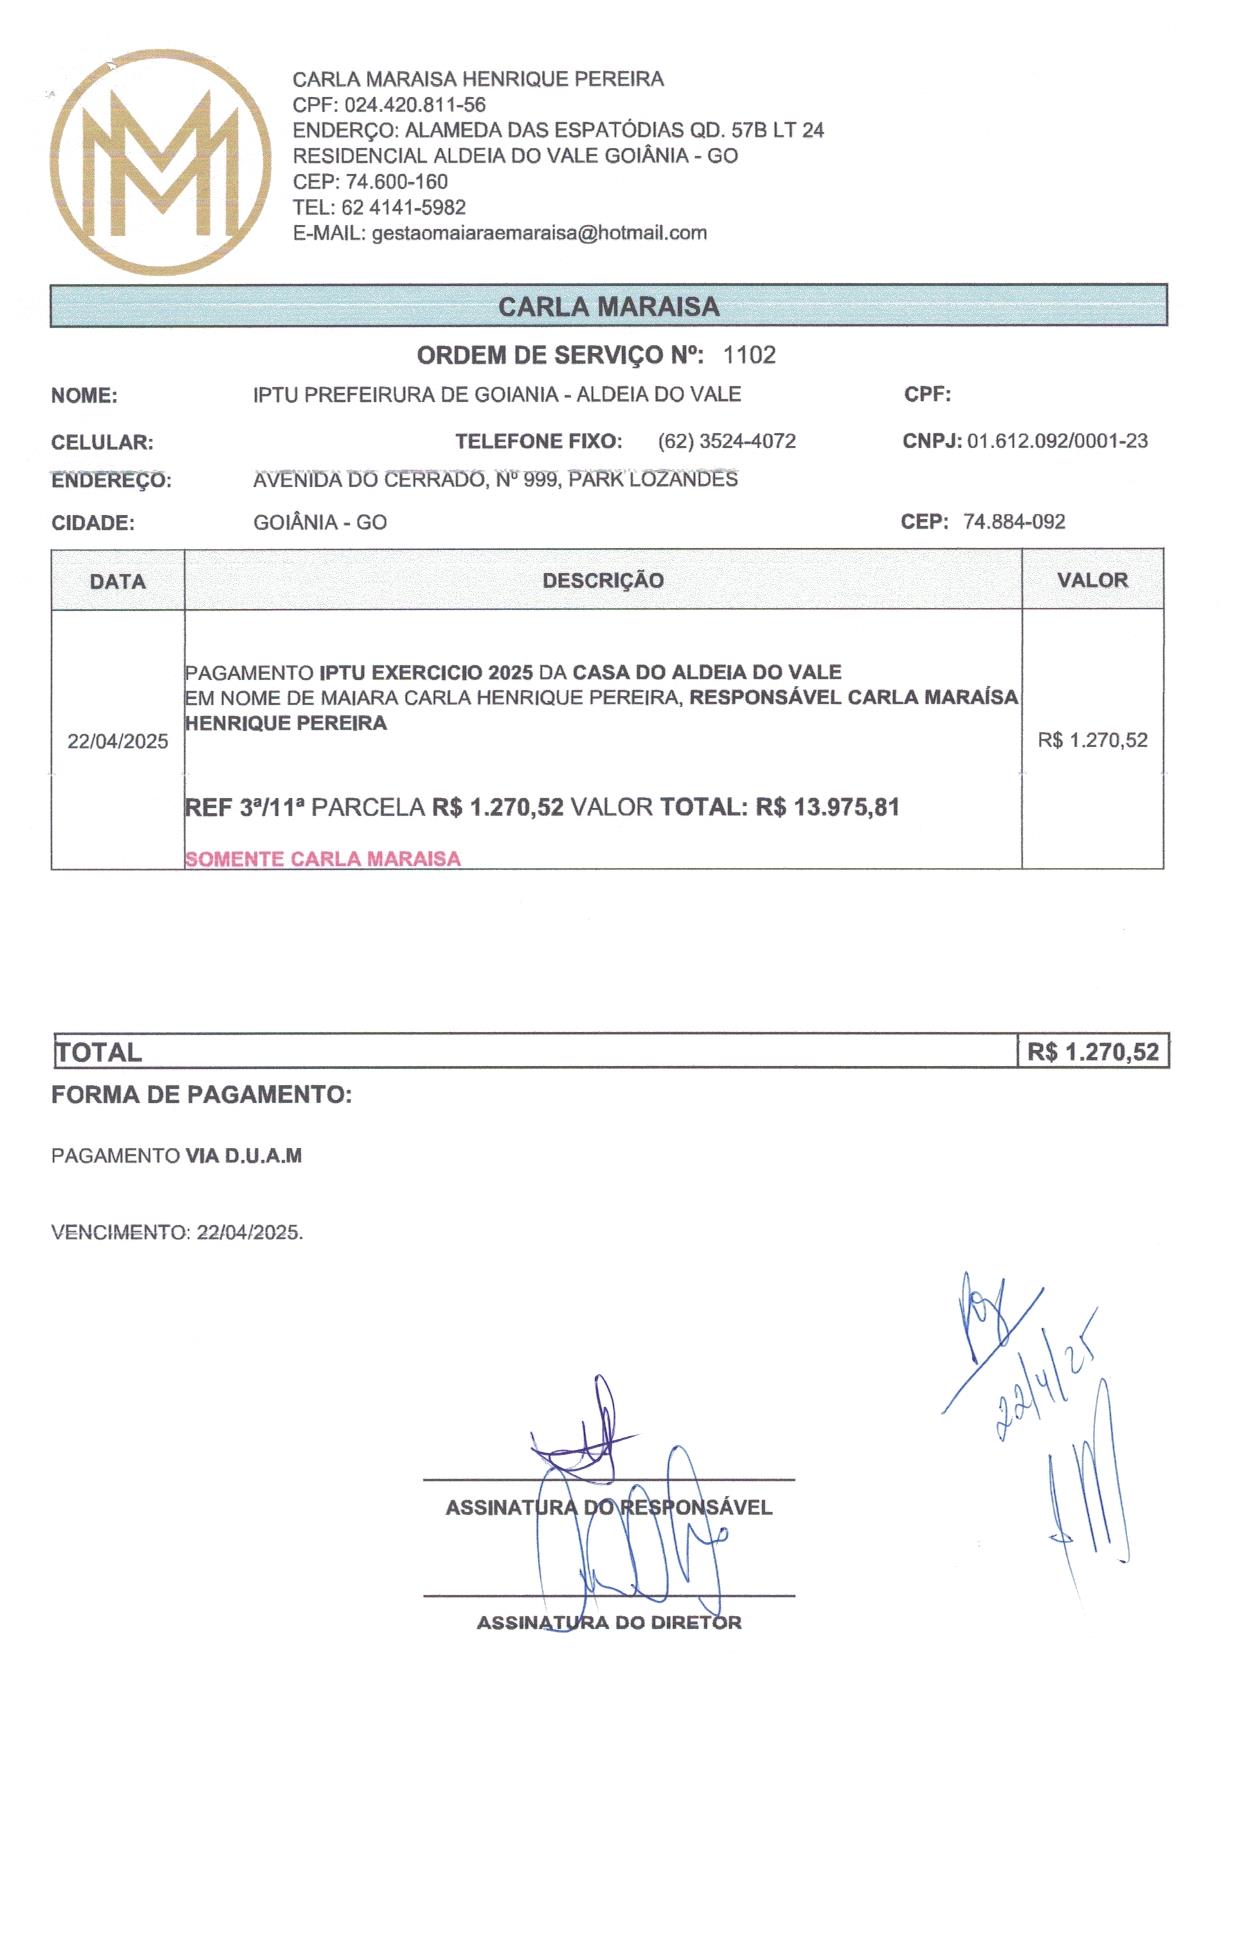 CARLA MARAISA HENRIQUE PEREIRA
CPF: 024.420.811-56
ENDERÇO: ALAMEDA DAS ESPATÓDIAS QD. 57B LT 24
RESIDENCIAL ALDEIA DO VALE GOIÂNIA - GO
CEP: 74.600-160
TEL: 62 4141-5982
E-MAIL: gestaomaiaraemaraisa@hotmail.com
CARLA MARAISA
ORDEM DE SERVIÇO Nº: 1102
NOME: IPTU PREFEIRURA DE GOIANIA - ALDEIA DO VALE CPF:
CELULAR: TELEFONE FIXO: (62) 3524-4072 CNPJ: 01.612.092/0001-23
ENDEREÇO: AVENIDA DO CERRADO, Nº 999, PARK LOZANDES
CIDADE: GOIÂNIA - GO CEP: 74.884-092
DATA DESCRIÇÃO VALOR
PAGAMENTO IPTU EXERCICIO 2025 DA CASA DO ALDEIA DO VALE
EM NOME DE MAIARA CARLA HENRIQUE PEREIRA, RESPONSÁVEL CARLA MARAÍSA
HENRIQUE PEREIRA
22/04/2025 R$ 1.270,52
REF 3ª/11ª PARCELA R$ 1.270,52 VALOR TOTAL: R$ 13.975,81
SOMENTE CARLA MARAISA
TOTAL R$ 1.270,52
FORMA DE PAGAMENTO:
PAGAMENTO VIA D.U.A.M
VENCIMENTO: 22/04/2025.
22/4/25
ASSINATURA DO RESPONSÁVEL
ASSINATURA DO DIRETOR